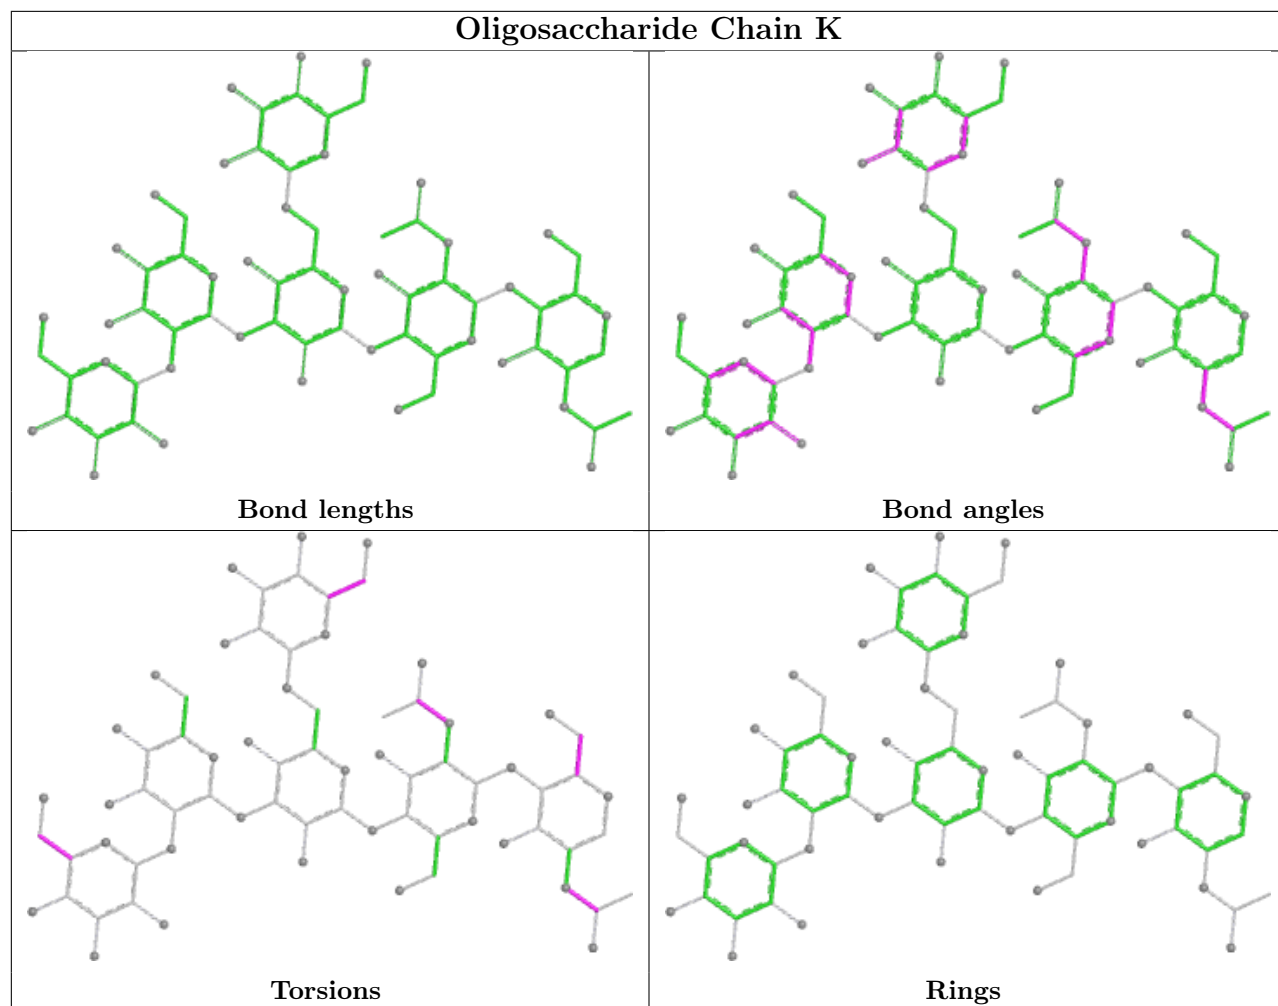 Oligosaccharide Chain K
Bond lengths
Bond angles
Torsions
Rings